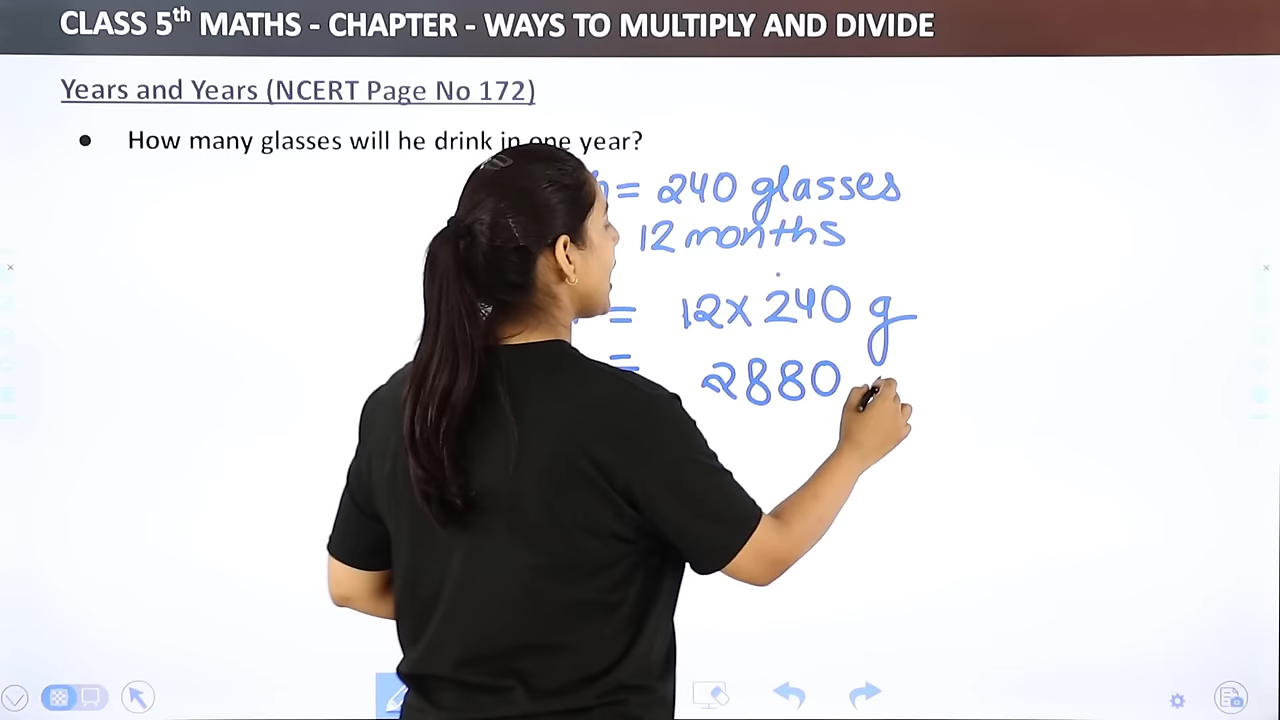 CLASS 5th MATHS - CHAPTER - WAYS TO MULTIPLY AND DIVIDE
Years and Years (NCERT Page No 172)
● How many glasses will he drink in one year?
= 240 glasses
12 months
= 12 x 240 g
= 2880